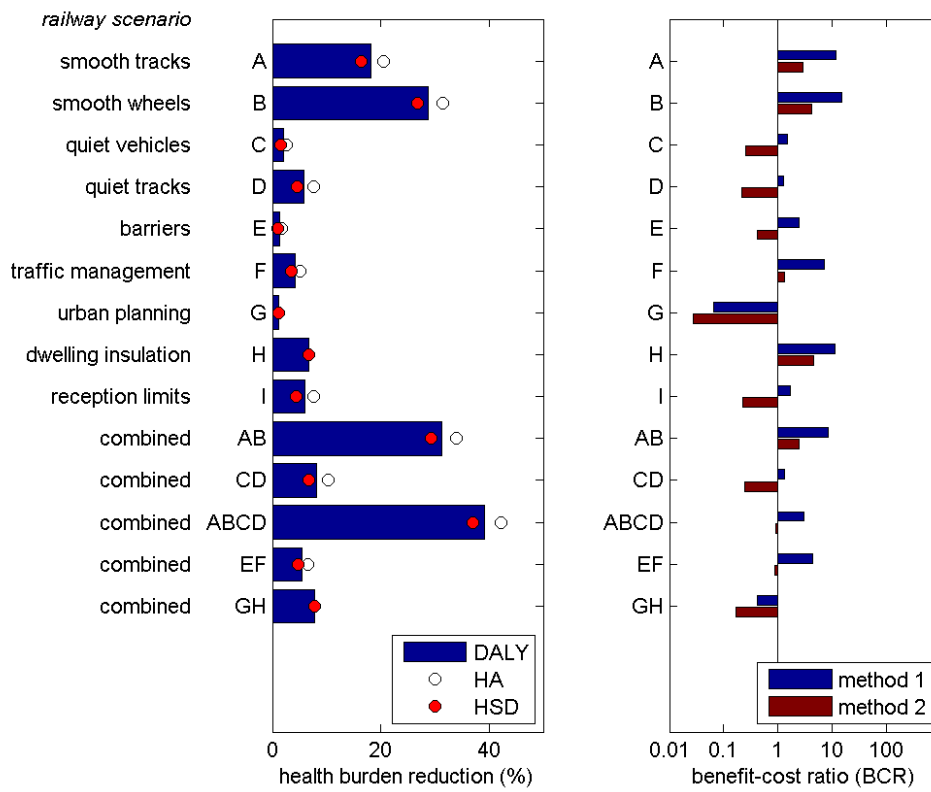 railway scenario
smooth tracks A A
smooth wheels B B
quiet vehicles C C
quiet tracks D D
barriers E E
traffic management F F
urban planning G G
dwelling insulation H H
reception limits I I
combined AB AB
combined CD CD
combined ABCD ABCD
combined EF EF
combined GH GH
DALY
HA
HSD
method 1
method 2
0 20 40
health burden reduction (%)
0.01 0.1 1 10 100
benefit-cost ratio (BCR)